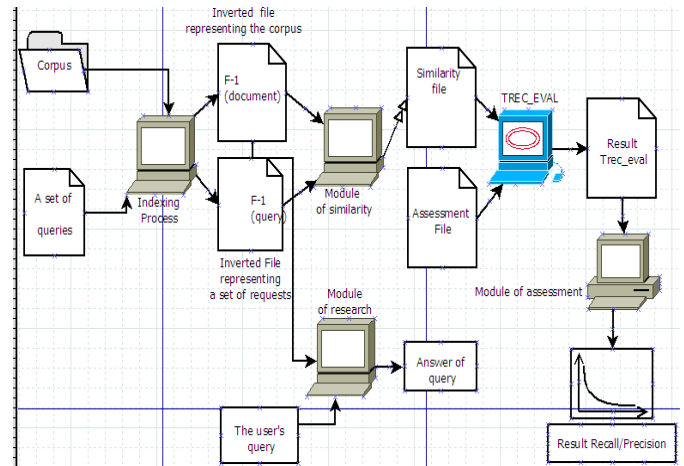 Inverted file
representing the corpus
Corpus
F-1
(document)
Similarity
file
TREC_EVAL
Result
Trec_eval
A set of
queries
Indexing
Process
F-1
(query)
Module
of similarity
Assessment
File
Inverted File
representing
a set of requests
Module
of research
Module of assessment
Answer of
query
The user's
query
Result Recall/Precision